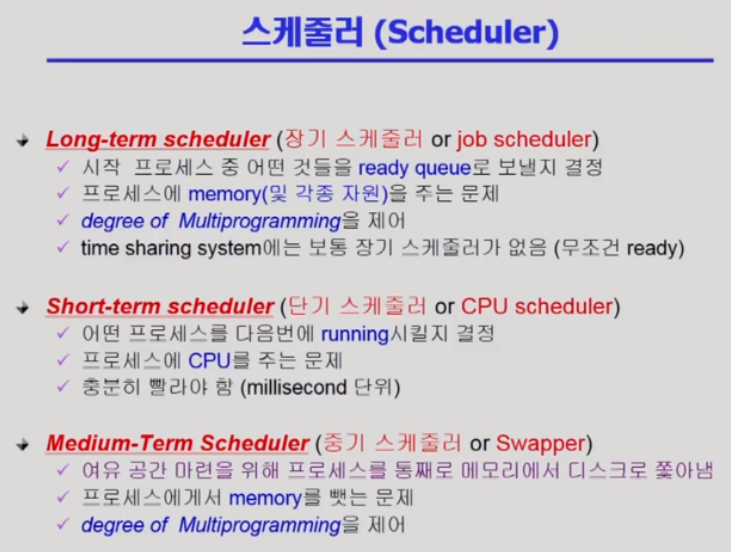 스케줄러 (Scheduler)
Long-term scheduler (장기 스케줄러 or job scheduler)
시작 프로세스 중 어떤 것들을 ready queue로 보낼지 결정
프로세스에 memory(및 각종 자원)을 주는 문제
degree of Multiprogramming을 제어
time sharing system에는 보통 장기 스케줄러가 없음 (무조건 ready)
Short-term scheduler (단기 스케줄러 or CPU scheduler)
어떤 프로세스를 다음번에 running시킬지 결정
프로세스에 CPU를 주는 문제
충분히 빨라야 함 (millisecond 단위)
Medium-Term Scheduler (중기 스케줄러 or Swapper)
여유 공간 마련을 위해 프로세스를 통째로 메모리에서 디스크로 쫓아냄
프로세스에게서 memory를 뺏는 문제
degree of Multiprogramming을 제어